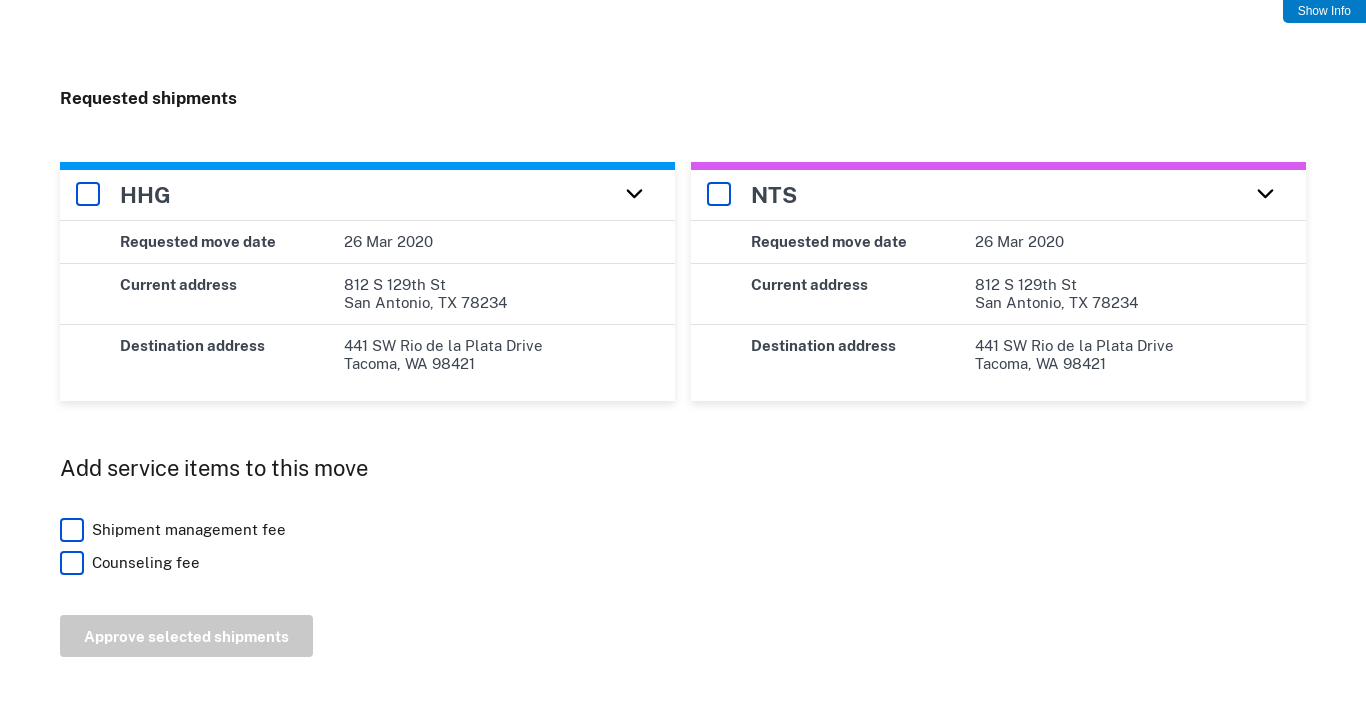 Show Info
Requested shipments
HHG
Requested move date 26 Mar 2020
Current address 812 S 129th St
San Antonio, TX 78234
Destination address 441 SW Rio de la Plata Drive
Tacoma, WA 98421
NTS
Requested move date 26 Mar 2020
Current address 812 S 129th St
San Antonio, TX 78234
Destination address 441 SW Rio de la Plata Drive
Tacoma, WA 98421
Add service items to this move
Shipment management fee
Counseling fee
Approve selected shipments